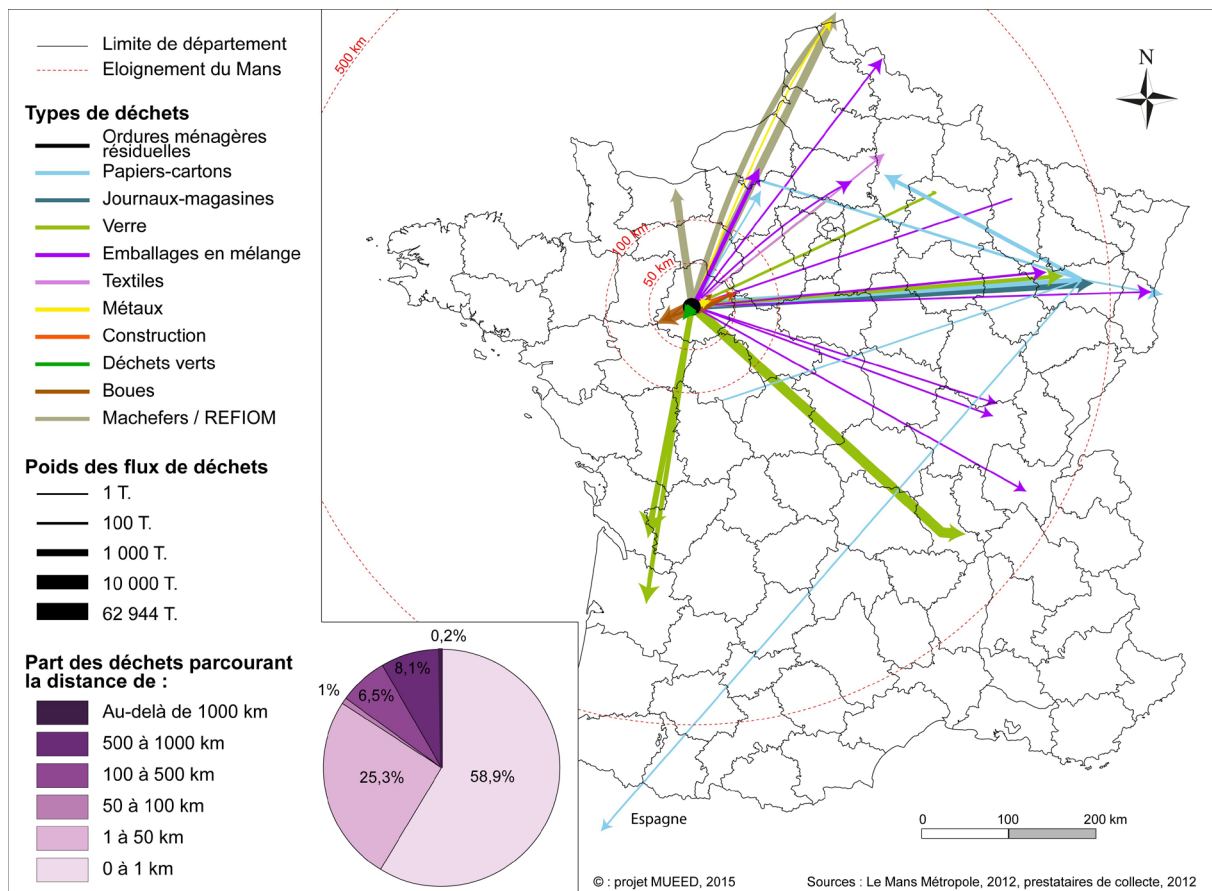 Limite de département
Eloignement du Mans
Types de déchets
Ordures ménagères
résiduelles
Papiers-cartons
Journaux-magasines
Verre
Emballages en mélange
Textiles
Métaux
Construction
Déchets verts
Boues
Machefers / REFIOM
Poids des flux de déchets
1 T.
100 T.
1 000 T.
10 000 T.
62 944 T.
Part des déchets parcourant
la distance de :
Au-delà de 1000 km
500 à 1000 km
100 à 500 km
50 à 100 km
1 à 50 km
0 à 1 km
0,2%
8,1%
6,5%
1%
25,3%
58,9%
500 km
100 km
50 km
N
Espagne
0 100 200 km
© : projet MUEED, 2015
Sources : Le Mans Métropole, 2012, prestataires de collecte, 2012